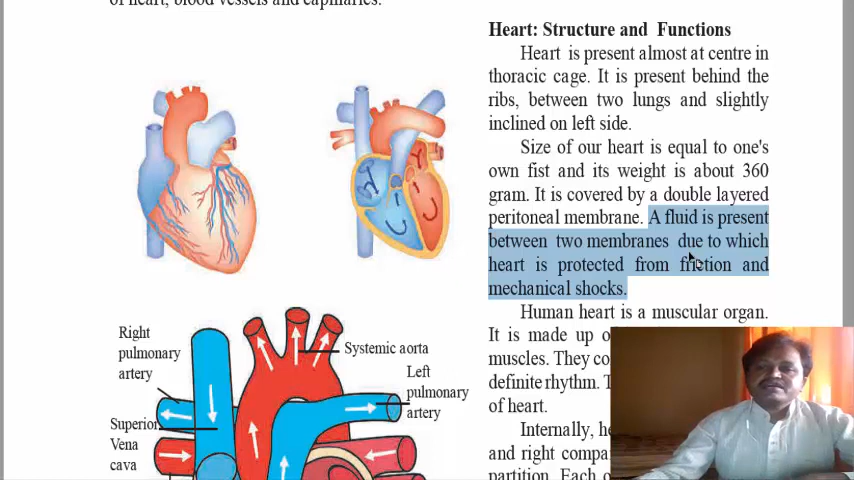 of heart, blood vessels and capillaries.
Heart: Structure and Functions
Heart is present almost at centre in
thoracic cage. It is present behind the
ribs, between two lungs and slightly
inclined on left side.
Size of our heart is equal to one's
own fist and its weight is about 360
gram. It is covered by a double layered
peritoneal membrane. A fluid is present
between two membranes due to which
heart is protected from friction and
mechanical shocks.
Human heart is a muscular organ.
It is made up o
muscles. They co
definite rhythm. T
of heart.
Internally, he
and right compa
partition. Each o
Right
pulmonary
artery
Systemic aorta
Left
pulmonary
artery
Superior
Vena
cava